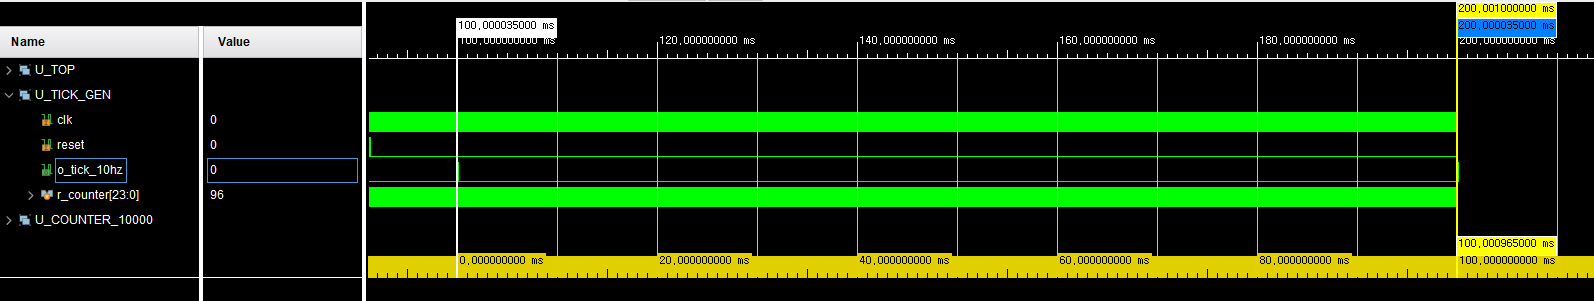 200,001000000 ms
Name Value 100,000035000 ms 200,000035000 ms
100,000000000 ms 120,000000000 ms 140,000000000 ms 160,000000000 ms 180,000000000 ms 200,000000000 ms
U_TOP
U_TICK_GEN
clk 0
reset 0
o_tick_10hz 0
r_counter[23:0] 96
U_COUNTER_10000
100,000965000 ms
0,000000000 ms 20,000000000 ms 40,000000000 ms 60,000000000 ms 80,000000000 ms 100,000000000 ms